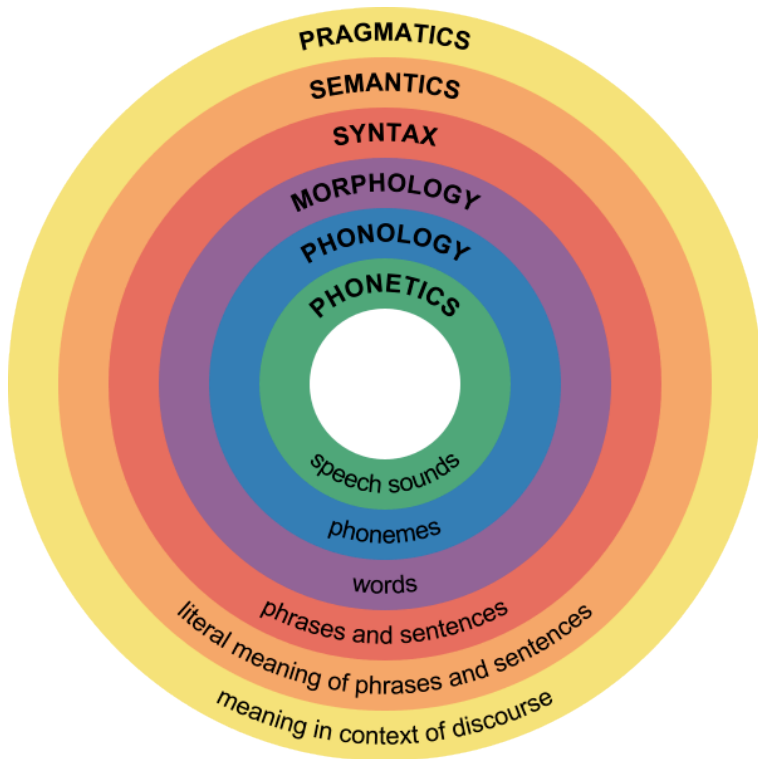 PRAGMATICS
SEMANTICS
SYNTAX
MORPHOLOGY
PHONOLOGY
PHONETICS
speech sounds
phonemes
words
phrases and sentences
literal meaning of phrases and sentences
meaning in context of discourse